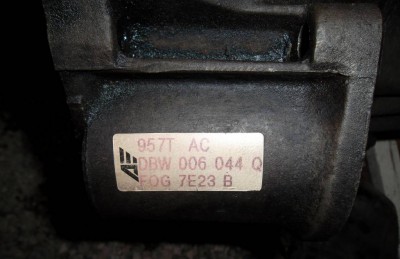 957T AC
DBW 006 044 Q
EOG 7E23 B